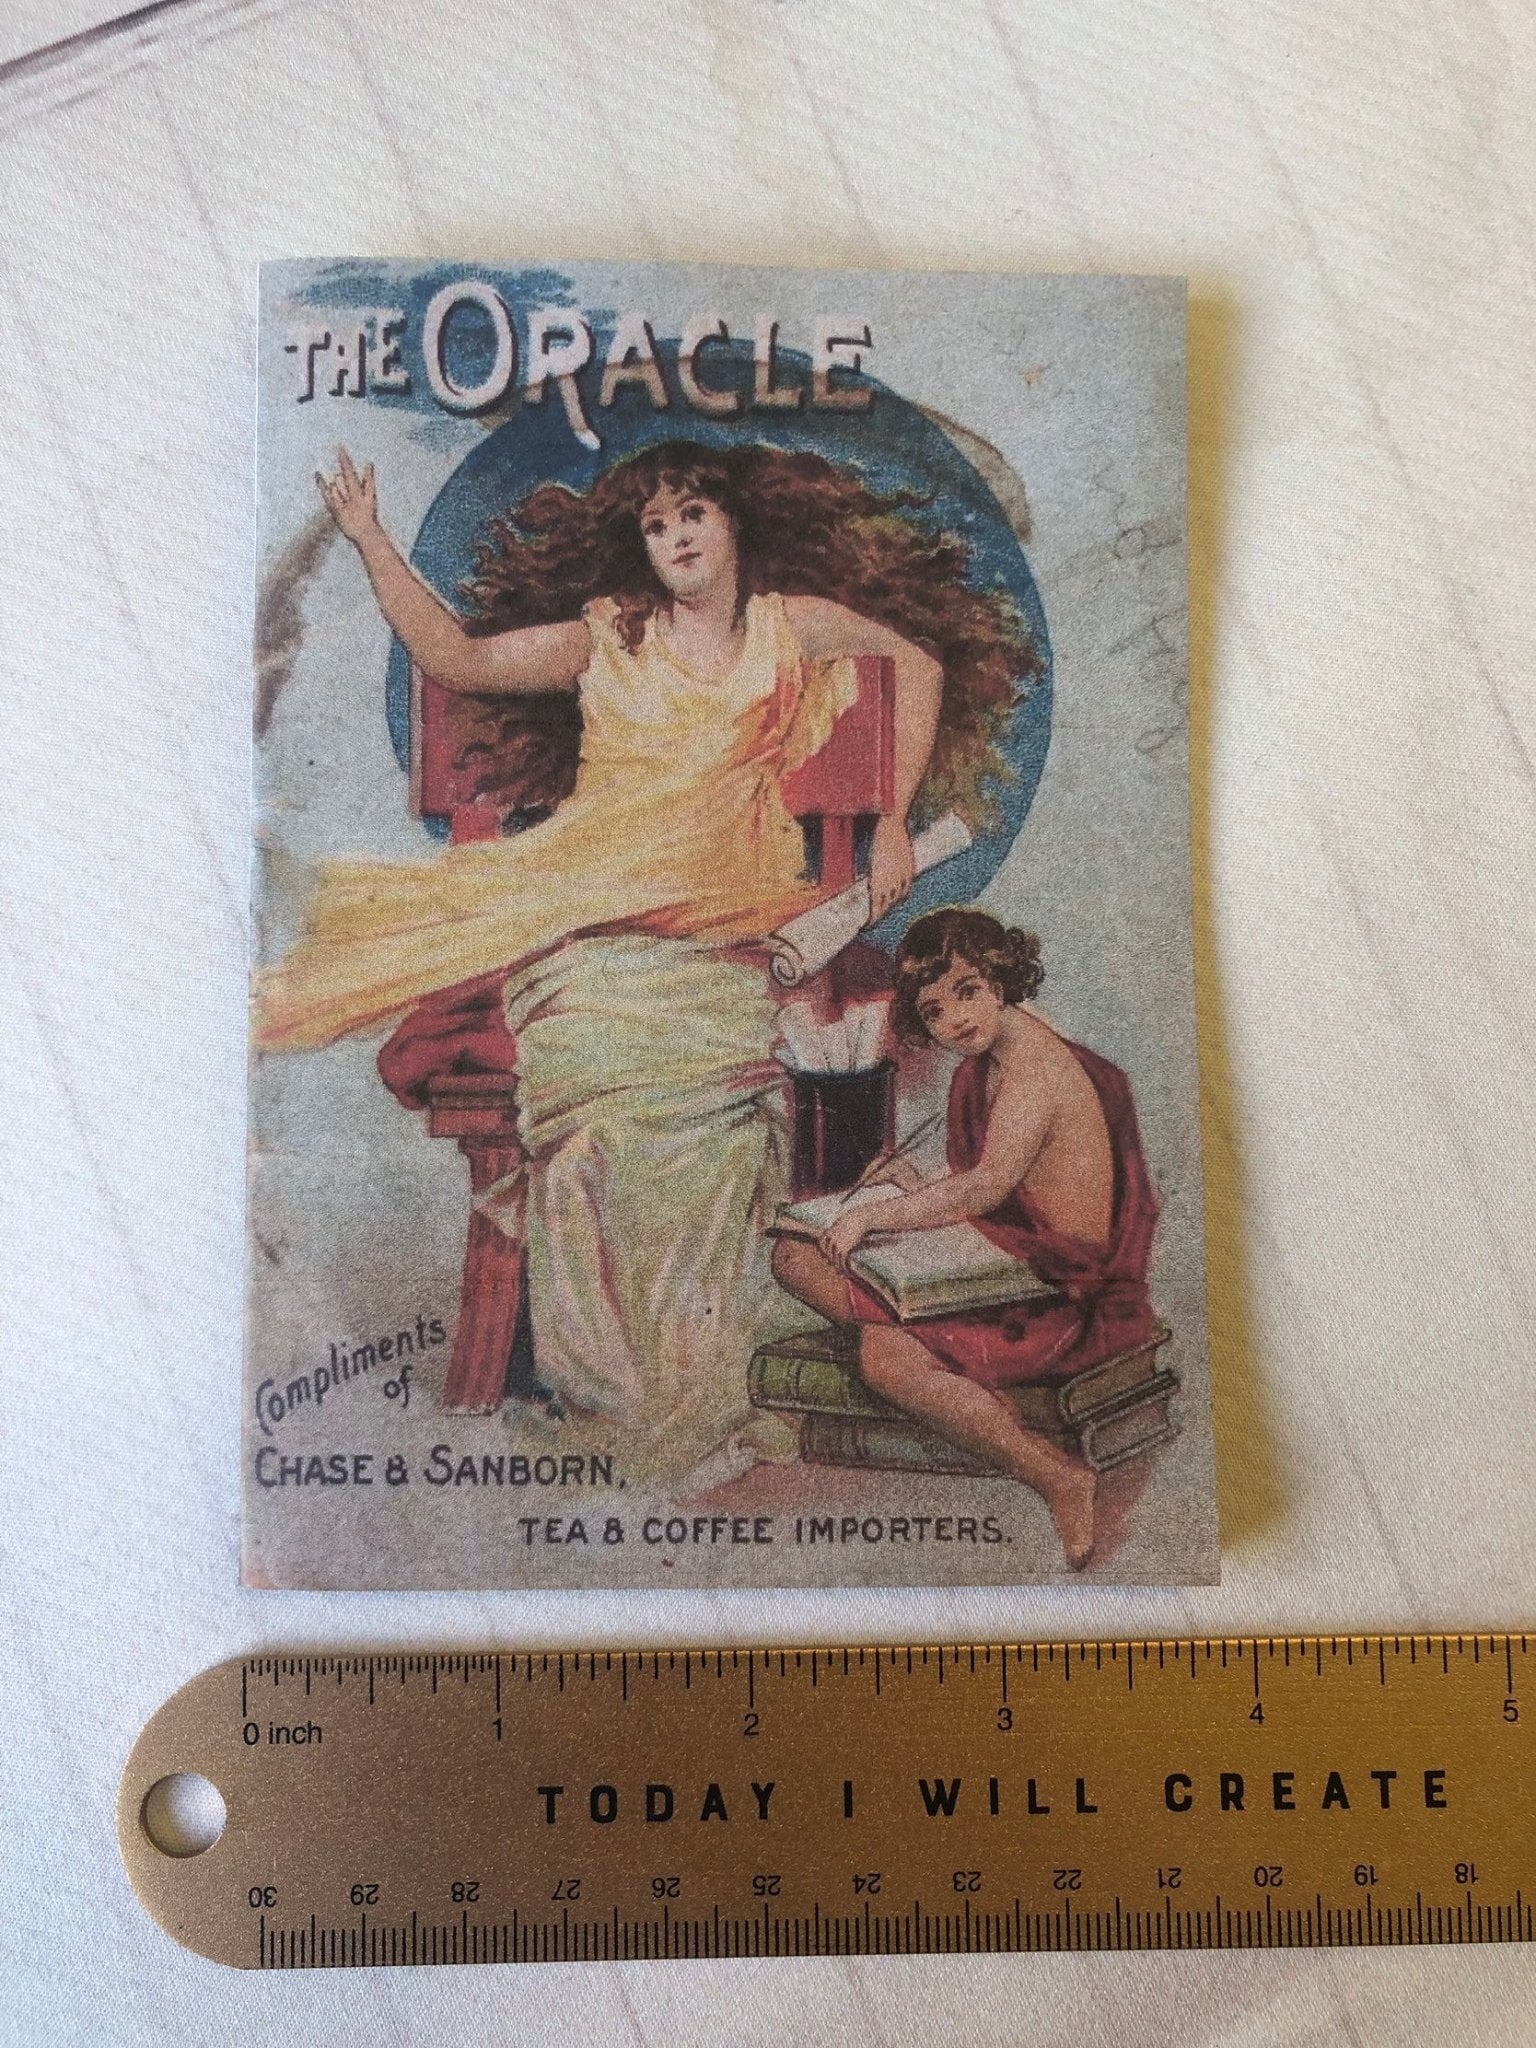 THE ORACLE
Compliments
of
CHASE & SANBORN,
TEA & COFFEE IMPORTERS.
0 inch 1 2 3 4 5
TODAY I WILL CREATE
30 29 28 27 26 25 24 23 22 21 20 19 18